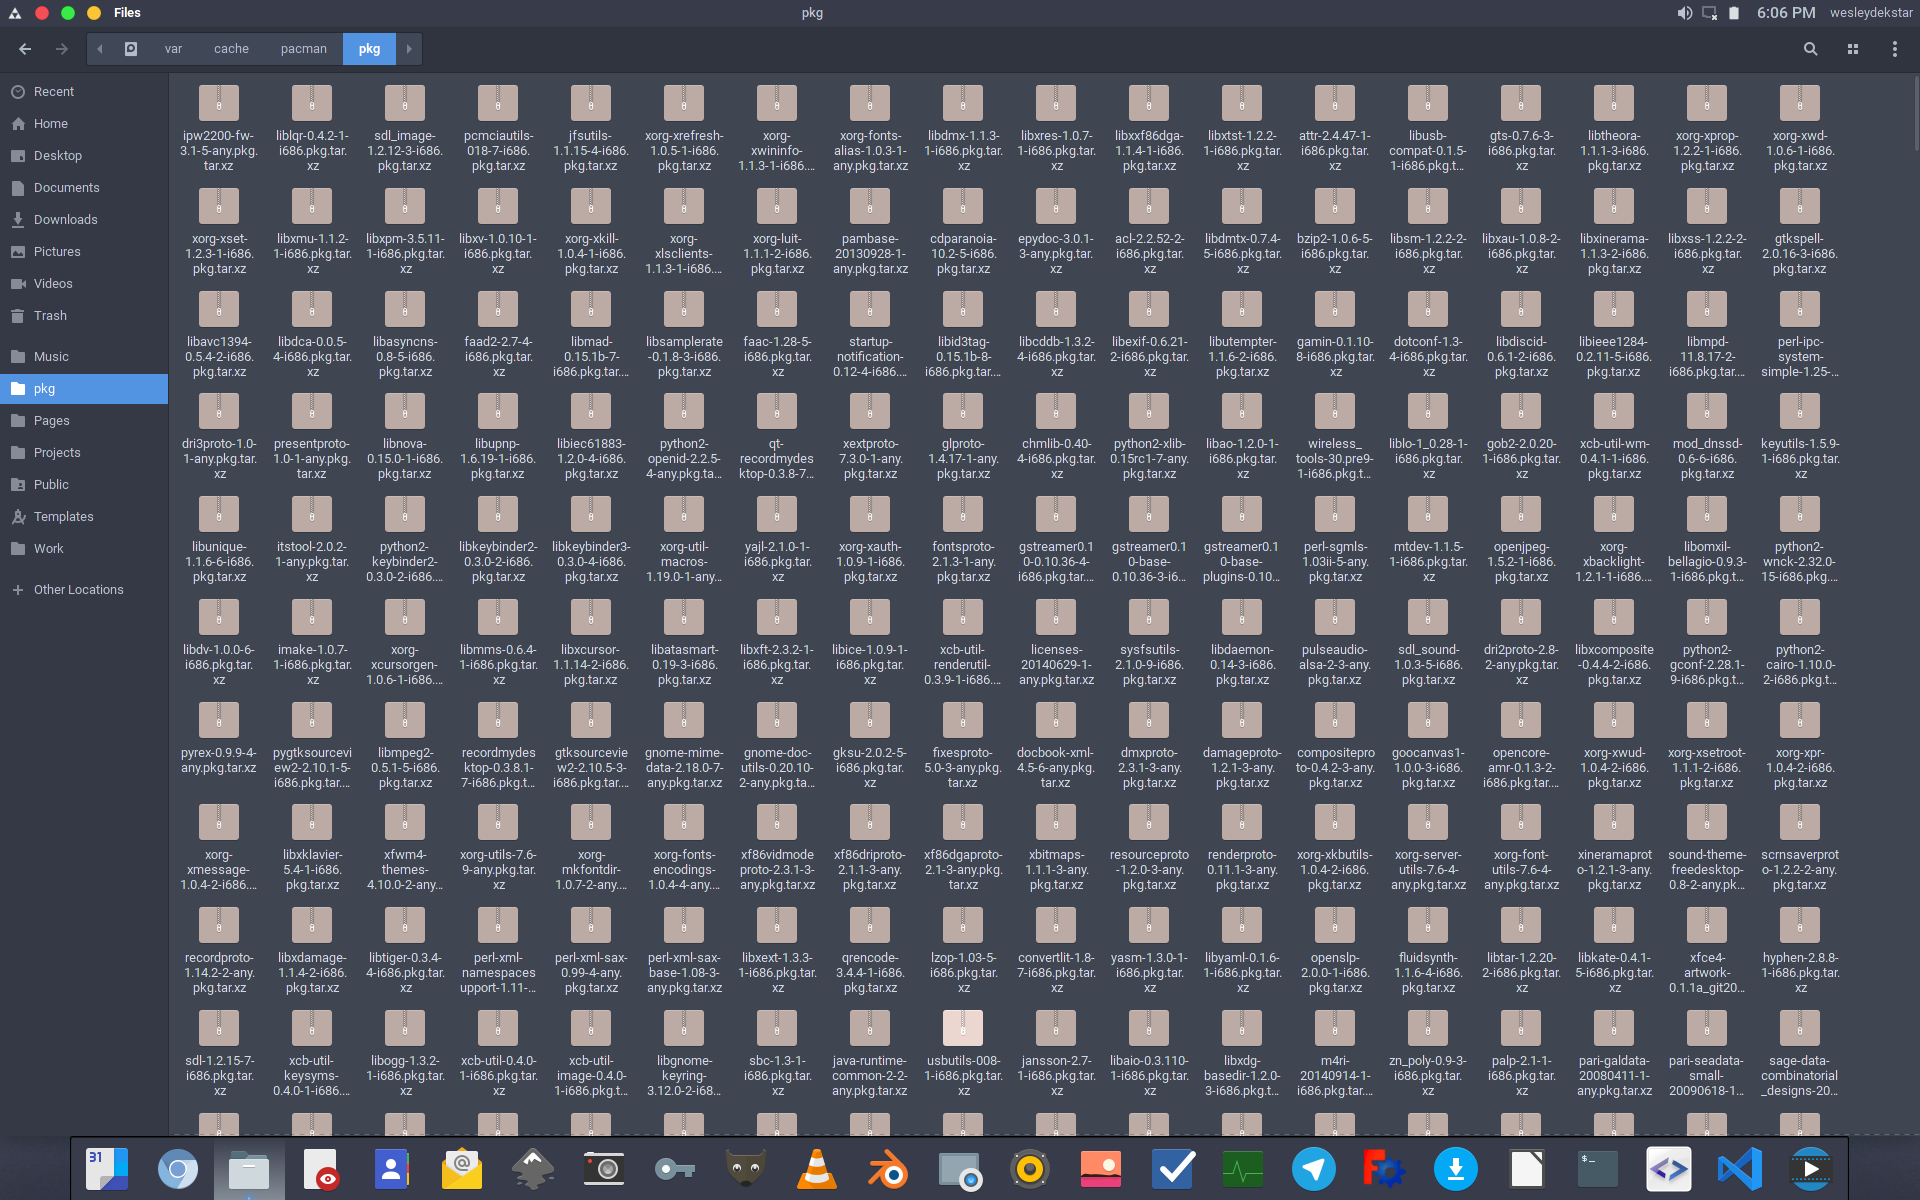 Files
pkg
6:06 PM
wesleydekstar
var
cache
pacman
pkg
Recent
Home
Desktop
Documents
Downloads
Pictures
Videos
Trash
Music
pkg
Pages
Projects
Public
Templates
Work
Other Locations
ipw2200-fw-
3.1-5-any.pkg.
tar.xz
liblqr-0.4.2-1-
i686.pkg.tar.
xz
sdl_image-
1.2.12-3-i686.
pkg.tar.xz
pcmciautils-
018-7-i686.
pkg.tar.xz
jfsutils-
1.1.15-4-i686.
pkg.tar.xz
xorg-xrefresh-
1.0.5-1-i686.
pkg.tar.xz
xorg-
xwininfo-
1.1.3-1-i686....
xorg-fonts-
alias-1.0.3-1-
any.pkg.tar.xz
libdmx-1.1.3-
1-i686.pkg.tar.
xz
libxres-1.0.7-
1-i686.pkg.tar.
xz
libxxf86dga-
1.1.4-1-i686.
pkg.tar.xz
libxtst-1.2.2-
1-i686.pkg.tar.
xz
attr-2.4.47-1-
i686.pkg.tar.
xz
libusb-
compat-0.1.5-
1-i686.pkg.t...
gts-0.7.6-3-
i686.pkg.tar.
xz
libtheora-
1.1.1-3-i686.
pkg.tar.xz
xorg-xprop-
1.2.2-1-i686.
pkg.tar.xz
xorg-xwd-
1.0.6-1-i686.
pkg.tar.xz
xorg-xset-
1.2.3-1-i686.
pkg.tar.xz
libxmu-1.1.2-
1-i686.pkg.tar.
xz
libxpm-3.5.11-
1-i686.pkg.tar.
xz
libxv-1.0.10-1-
i686.pkg.tar.
xz
xorg-xkill-
1.0.4-1-i686.
pkg.tar.xz
xorg-
xlsclients-
1.1.3-1-i686....
xorg-luit-
1.1.1-2-i686.
pkg.tar.xz
pambase-
20130928-1-
any.pkg.tar.xz
cdparanoia-
10.2-5-i686.
pkg.tar.xz
epydoc-3.0.1-
3-any.pkg.tar.
xz
acl-2.2.52-2-
i686.pkg.tar.
xz
libdmtx-0.7.4-
5-i686.pkg.tar.
xz
bzip2-1.0.6-5-
i686.pkg.tar.
xz
libsm-1.2.2-2-
i686.pkg.tar.
xz
libxau-1.0.8-2-
i686.pkg.tar.
xz
libxinerama-
1.1.3-2-i686.
pkg.tar.xz
libxss-1.2.2-2-
i686.pkg.tar.
xz
gtkspell-
2.0.16-3-i686.
pkg.tar.xz
libavc1394-
0.5.4-2-i686.
pkg.tar.xz
libdca-0.0.5-
4-i686.pkg.tar.
xz
libasyncns-
0.8-5-i686.
pkg.tar.xz
faad2-2.7-4-
i686.pkg.tar.
xz
libmad-
0.15.1b-7-
i686.pkg.tar....
libsamplerate
-0.1.8-3-i686.
pkg.tar.xz
faac-1.28-5-
i686.pkg.tar.
xz
startup-
notification-
0.12-4-i686....
libid3tag-
0.15.1b-8-
i686.pkg.tar....
libcddb-1.3.2-
4-i686.pkg.tar.
xz
libexif-0.6.21-
2-i686.pkg.tar.
xz
libutempter-
1.1.6-2-i686.
pkg.tar.xz
gamin-0.1.10-
8-i686.pkg.tar.
xz
dotconf-1.3-
4-i686.pkg.tar.
xz
libdiscid-
0.6.1-2-i686.
pkg.tar.xz
libieee1284-
0.2.11-5-i686.
pkg.tar.xz
libmpd-
11.8.17-2-
i686.pkg.tar....
perl-ipc-
system-
simple-1.25-...
dri3proto-1.0-
1-any.pkg.tar.
xz
presentproto-
1.0-1-any.pkg.
tar.xz
libnova-
0.15.0-1-i686.
pkg.tar.xz
libupnp-
1.6.19-1-i686.
pkg.tar.xz
libiec61883-
1.2.0-4-i686.
pkg.tar.xz
python2-
openid-2.2.5-
4-any.pkg.ta...
qt-
recordmydes
ktop-0.3.8-7...
xextproto-
7.3.0-1-any.
pkg.tar.xz
glproto-
1.4.17-1-any.
pkg.tar.xz
chmlib-0.40-
4-i686.pkg.tar.
xz
python2-xlib-
0.15rc1-7-any.
pkg.tar.xz
libao-1.2.0-1-
i686.pkg.tar.
xz
wireless_
tools-30.pre9-
1-i686.pkg.t...
liblo-1_0.28-1-
i686.pkg.tar.
xz
gob2-2.0.20-
1-i686.pkg.tar.
xz
xcb-util-wm-
0.4.1-1-i686.
pkg.tar.xz
mod_dnssd-
0.6-6-i686.
pkg.tar.xz
keyutils-1.5.9-
1-i686.pkg.tar.
xz
libunique-
1.1.6-6-i686.
pkg.tar.xz
itstool-2.0.2-
1-any.pkg.tar.
xz
python2-
keybinder2-
0.3.0-2-i686....
libkeybinder2-
0.3.0-2-i686.
pkg.tar.xz
libkeybinder3-
0.3.0-4-i686.
pkg.tar.xz
xorg-util-
macros-
1.19.0-1-any...
yajl-2.1.0-1-
i686.pkg.tar.
xz
xorg-xauth-
1.0.9-1-i686.
pkg.tar.xz
fontsproto-
2.1.3-1-any.
pkg.tar.xz
gstreamer0.1
0-0.10.36-4-
i686.pkg.tar....
gstreamer0.1
0-base-
0.10.36-3-i6...
gstreamer0.1
0-base-
plugins-0.10...
perl-sgmls-
1.03ii-5-any.
pkg.tar.xz
mtdev-1.1.5-
1-i686.pkg.tar.
xz
openjpeg-
1.5.2-1-i686.
pkg.tar.xz
xorg-
xbacklight-
1.2.1-1-i686....
libomxil-
bellagio-0.9.3-
1-i686.pkg.t...
python2-
wnck-2.32.0-
15-i686.pkg....
libdv-1.0.0-6-
i686.pkg.tar.
xz
imake-1.0.7-
1-i686.pkg.tar.
xz
xorg-
xcursorgen-
1.0.6-1-i686....
libmms-0.6.4-
1-i686.pkg.tar.
xz
libxcursor-
1.1.14-2-i686.
pkg.tar.xz
libatasmart-
0.19-3-i686.
pkg.tar.xz
libxft-2.3.2-1-
i686.pkg.tar.
xz
libice-1.0.9-1-
i686.pkg.tar.
xz
xcb-util-
renderutil-
0.3.9-1-i686....
licenses-
20140629-1-
any.pkg.tar.xz
sysfsutils-
2.1.0-9-i686.
pkg.tar.xz
libdaemon-
0.14-3-i686.
pkg.tar.xz
pulseaudio-
alsa-2-3-any.
pkg.tar.xz
sdl_sound-
1.0.3-5-i686.
pkg.tar.xz
dri2proto-2.8-
2-any.pkg.tar.
xz
libxcomposite
-0.4.4-2-i686.
pkg.tar.xz
python2-
gconf-2.28.1-
9-i686.pkg.t...
python2-
cairo-1.10.0-
2-i686.pkg.t...
pyrex-0.9.9-4-
any.pkg.tar.xz
pygtksourcevi
ew2-2.10.1-5-
i686.pkg.tar....
libmpeg2-
0.5.1-5-i686.
pkg.tar.xz
recordmydes
ktop-0.3.8.1-
7-i686.pkg.t...
gtksourcevie
w2-2.10.5-3-
i686.pkg.tar....
gnome-mime-
data-2.18.0-7-
any.pkg.tar.xz
gnome-doc-
utils-0.20.10-
2-any.pkg.ta...
gksu-2.0.2-5-
i686.pkg.tar.
xz
fixesproto-
5.0-3-any.pkg.
tar.xz
docbook-xml-
4.5-6-any.pkg.
tar.xz
dmxproto-
2.3.1-3-any.
pkg.tar.xz
damageproto-
1.2.1-3-any.
pkg.tar.xz
compositepro
to-0.4.2-3-any.
pkg.tar.xz
goocanvas1-
1.0.0-3-i686.
pkg.tar.xz
opencore-
amr-0.1.3-2-
i686.pkg.tar....
xorg-xwud-
1.0.4-2-i686.
pkg.tar.xz
xorg-xsetroot-
1.1.1-2-i686.
pkg.tar.xz
xorg-xpr-
1.0.4-2-i686.
pkg.tar.xz
xorg-
xmessage-
1.0.4-2-i686....
libxklavier-
5.4-1-i686.
pkg.tar.xz
xfwm4-
themes-
4.10.0-2-any...
xorg-utils-7.6-
9-any.pkg.tar.
xz
xorg-
mkfontdir-
1.0.7-2-any....
xorg-fonts-
encodings-
1.0.4-4-any....
xf86vidmode
proto-2.3.1-3-
any.pkg.tar.xz
xf86driproto-
2.1.1-3-any.
pkg.tar.xz
xf86dgaproto-
2.1-3-any.pkg.
tar.xz
xbitmaps-
1.1.1-3-any.
pkg.tar.xz
resourceproto
-1.2.0-3-any.
pkg.tar.xz
renderproto-
0.11.1-3-any.
pkg.tar.xz
xorg-xkbutils-
1.0.4-2-i686.
pkg.tar.xz
xorg-server-
utils-7.6-4-
any.pkg.tar.xz
xorg-font-
utils-7.6-4-
any.pkg.tar.xz
xineramaprot
o-1.2.1-3-any.
pkg.tar.xz
sound-theme-
freedesktop-
0.8-2-any.pk...
scrnsaverprot
o-1.2.2-2-any.
pkg.tar.xz
recordproto-
1.14.2-2-any.
pkg.tar.xz
libxdamage-
1.1.4-2-i686.
pkg.tar.xz
libtiger-0.3.4-
4-i686.pkg.tar.
xz
perl-xml-
namespaces
upport-1.11-...
perl-xml-sax-
0.99-4-any.
pkg.tar.xz
perl-xml-sax-
base-1.08-3-
any.pkg.tar.xz
libxext-1.3.3-
1-i686.pkg.tar.
xz
qrencode-
3.4.4-1-i686.
pkg.tar.xz
lzop-1.03-5-
i686.pkg.tar.
xz
convertlit-1.8-
7-i686.pkg.tar.
xz
yasm-1.3.0-1-
i686.pkg.tar.
xz
libyaml-0.1.6-
1-i686.pkg.tar.
xz
openslp-
2.0.0-1-i686.
pkg.tar.xz
fluidsynth-
1.1.6-4-i686.
pkg.tar.xz
libtar-1.2.20-
2-i686.pkg.tar.
xz
libkate-0.4.1-
5-i686.pkg.tar.
xz
xfce4-
artwork-
0.1.1a_git20...
hyphen-2.8.8-
1-i686.pkg.tar.
xz
sdl-1.2.15-7-
i686.pkg.tar.
xz
xcb-util-
keysyms-
0.4.0-1-i686....
libogg-1.3.2-
1-i686.pkg.tar.
xz
xcb-util-0.4.0-
1-i686.pkg.tar.
xz
xcb-util-
image-0.4.0-
1-i686.pkg.t...
libgnome-
keyring-
3.12.0-2-i68...
sbc-1.3-1-
i686.pkg.tar.
xz
java-runtime-
common-2-2-
any.pkg.tar.xz
usbutils-008-
1-i686.pkg.tar.
xz
jansson-2.7-
1-i686.pkg.tar.
xz
libaio-0.3.110-
1-i686.pkg.tar.
xz
libxdg-
basedir-1.2.0-
3-i686.pkg.t...
m4ri-
20140914-1-
i686.pkg.tar....
zn_poly-0.9-3-
i686.pkg.tar.
xz
palp-2.1-1-
i686.pkg.tar.
xz
pari-galdata-
20080411-1-
any.pkg.tar.xz
pari-seadata-
small-
20090618-1...
sage-data-
combinatorial
_designs-20...
31
$_